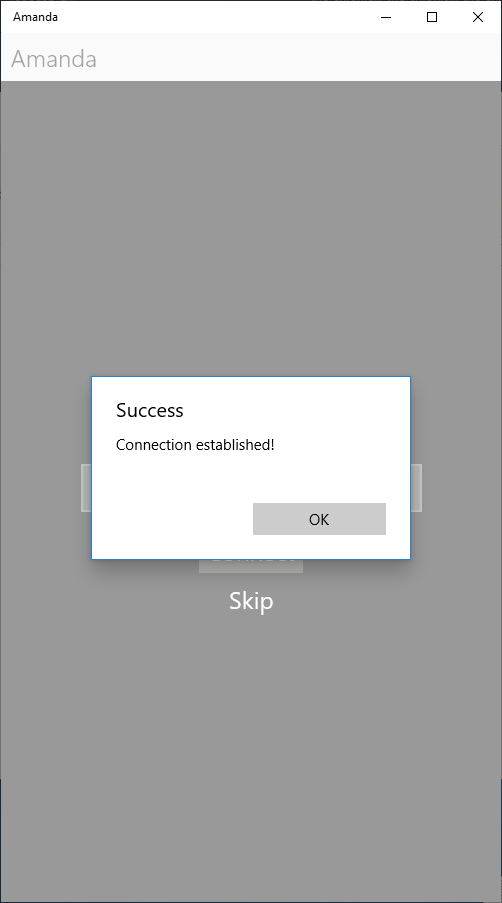 Amanda
Amanda
Success
Connection established!
OK
Skip